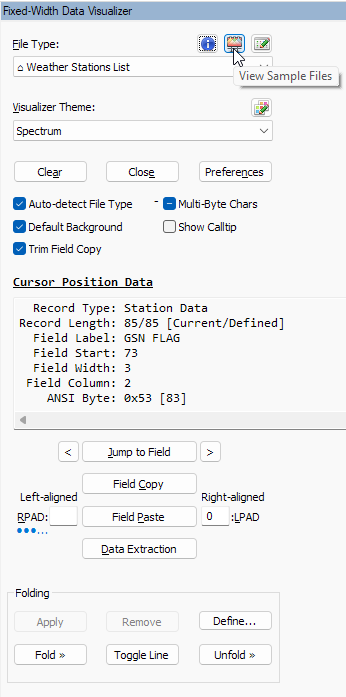 Fixed-Width Data Visualizer
File Type:
⌂ Weather Stations List
View Sample Files
Visualizer Theme:
Spectrum
Clear Close Preferences
Auto-detect File Type - Multi-Byte Chars
Default Background Show Calltip
Trim Field Copy
Cursor Position Data
Record Type: Station Data
Record Length: 85/85 [Current/Defined]
Field Label: GSN FLAG
Field Start: 73
Field Width: 3
Field Column: 2
ANSI Byte: 0x53 [83]
< Jump to Field >
Field Copy
Left-aligned Right-aligned
RPAD: Field Paste 0 :LPAD
Data Extraction
Folding
Apply Remove Define...
Fold » Toggle Line Unfold »